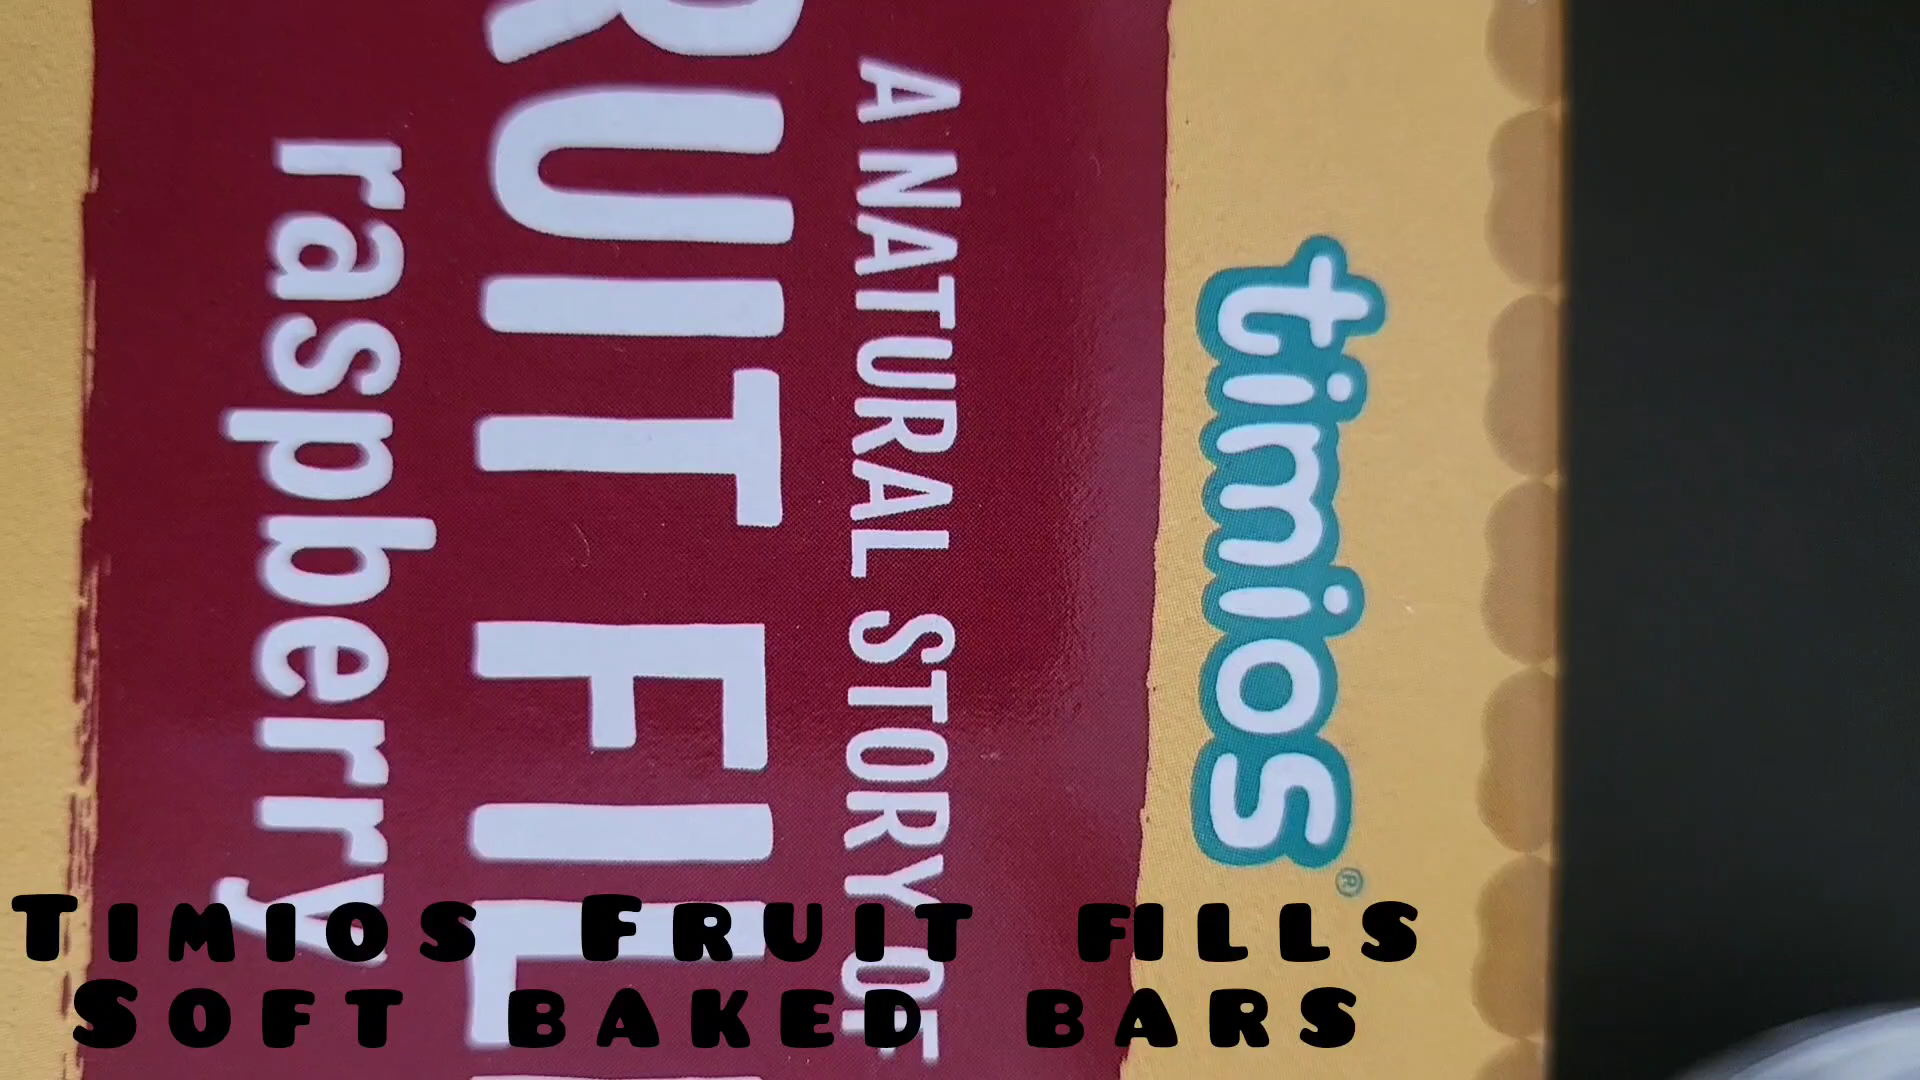 timios®
A NATURAL STORY OF
RUIT FIL
raspberry
Timios Fruit fills
Soft baked bars